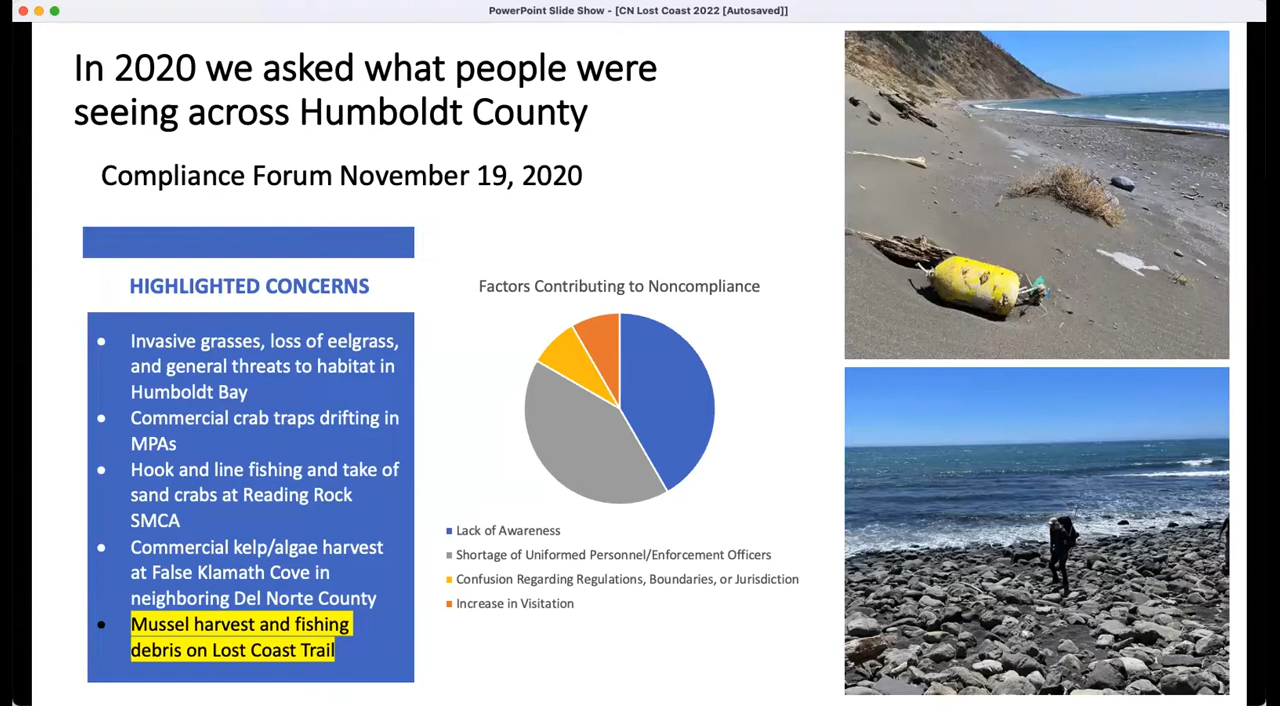 PowerPoint Slide Show - [CN Lost Coast 2022 [Autosaved]]
In 2020 we asked what people were
seeing across Humboldt County
Compliance Forum November 19, 2020
HIGHLIGHTED CONCERNS
• Invasive grasses, loss of eelgrass,
and general threats to habitat in
Humboldt Bay
• Commercial crab traps drifting in
MPAs
• Hook and line fishing and take of
sand crabs at Reading Rock
SMCA
• Commercial kelp/algae harvest
at False Klamath Cove in
neighboring Del Norte County
• Mussel harvest and fishing
debris on Lost Coast Trail
Factors Contributing to Noncompliance
Lack of Awareness
Shortage of Uniformed Personnel/Enforcement Officers
Confusion Regarding Regulations, Boundaries, or Jurisdiction
Increase in Visitation